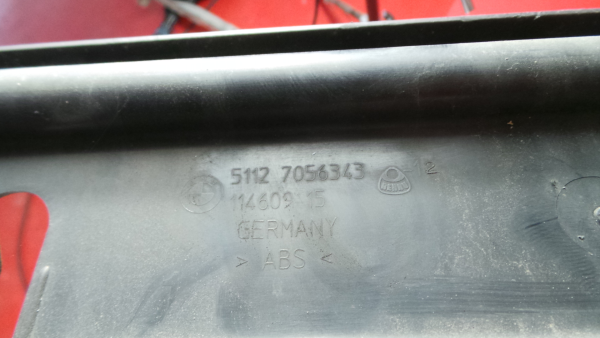 5112 7056343
114609 15
GERMANY
> ABS <